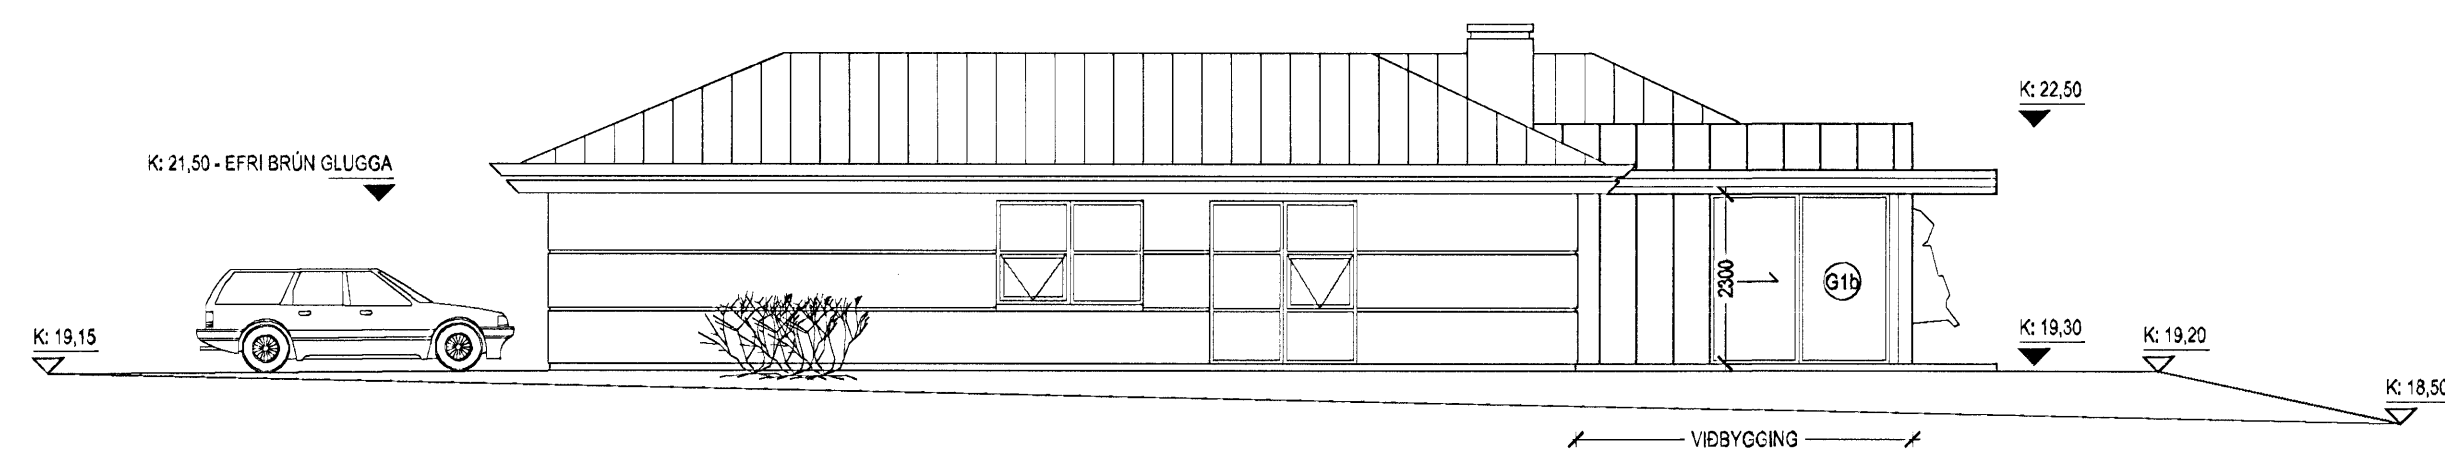 K: 22,50
K: 21,50 - EFRI BRÚN GLUGGA
2300
G1b
K: 19,15
K: 19,30
K: 19,20
K: 18,50
VIÐBYGGING